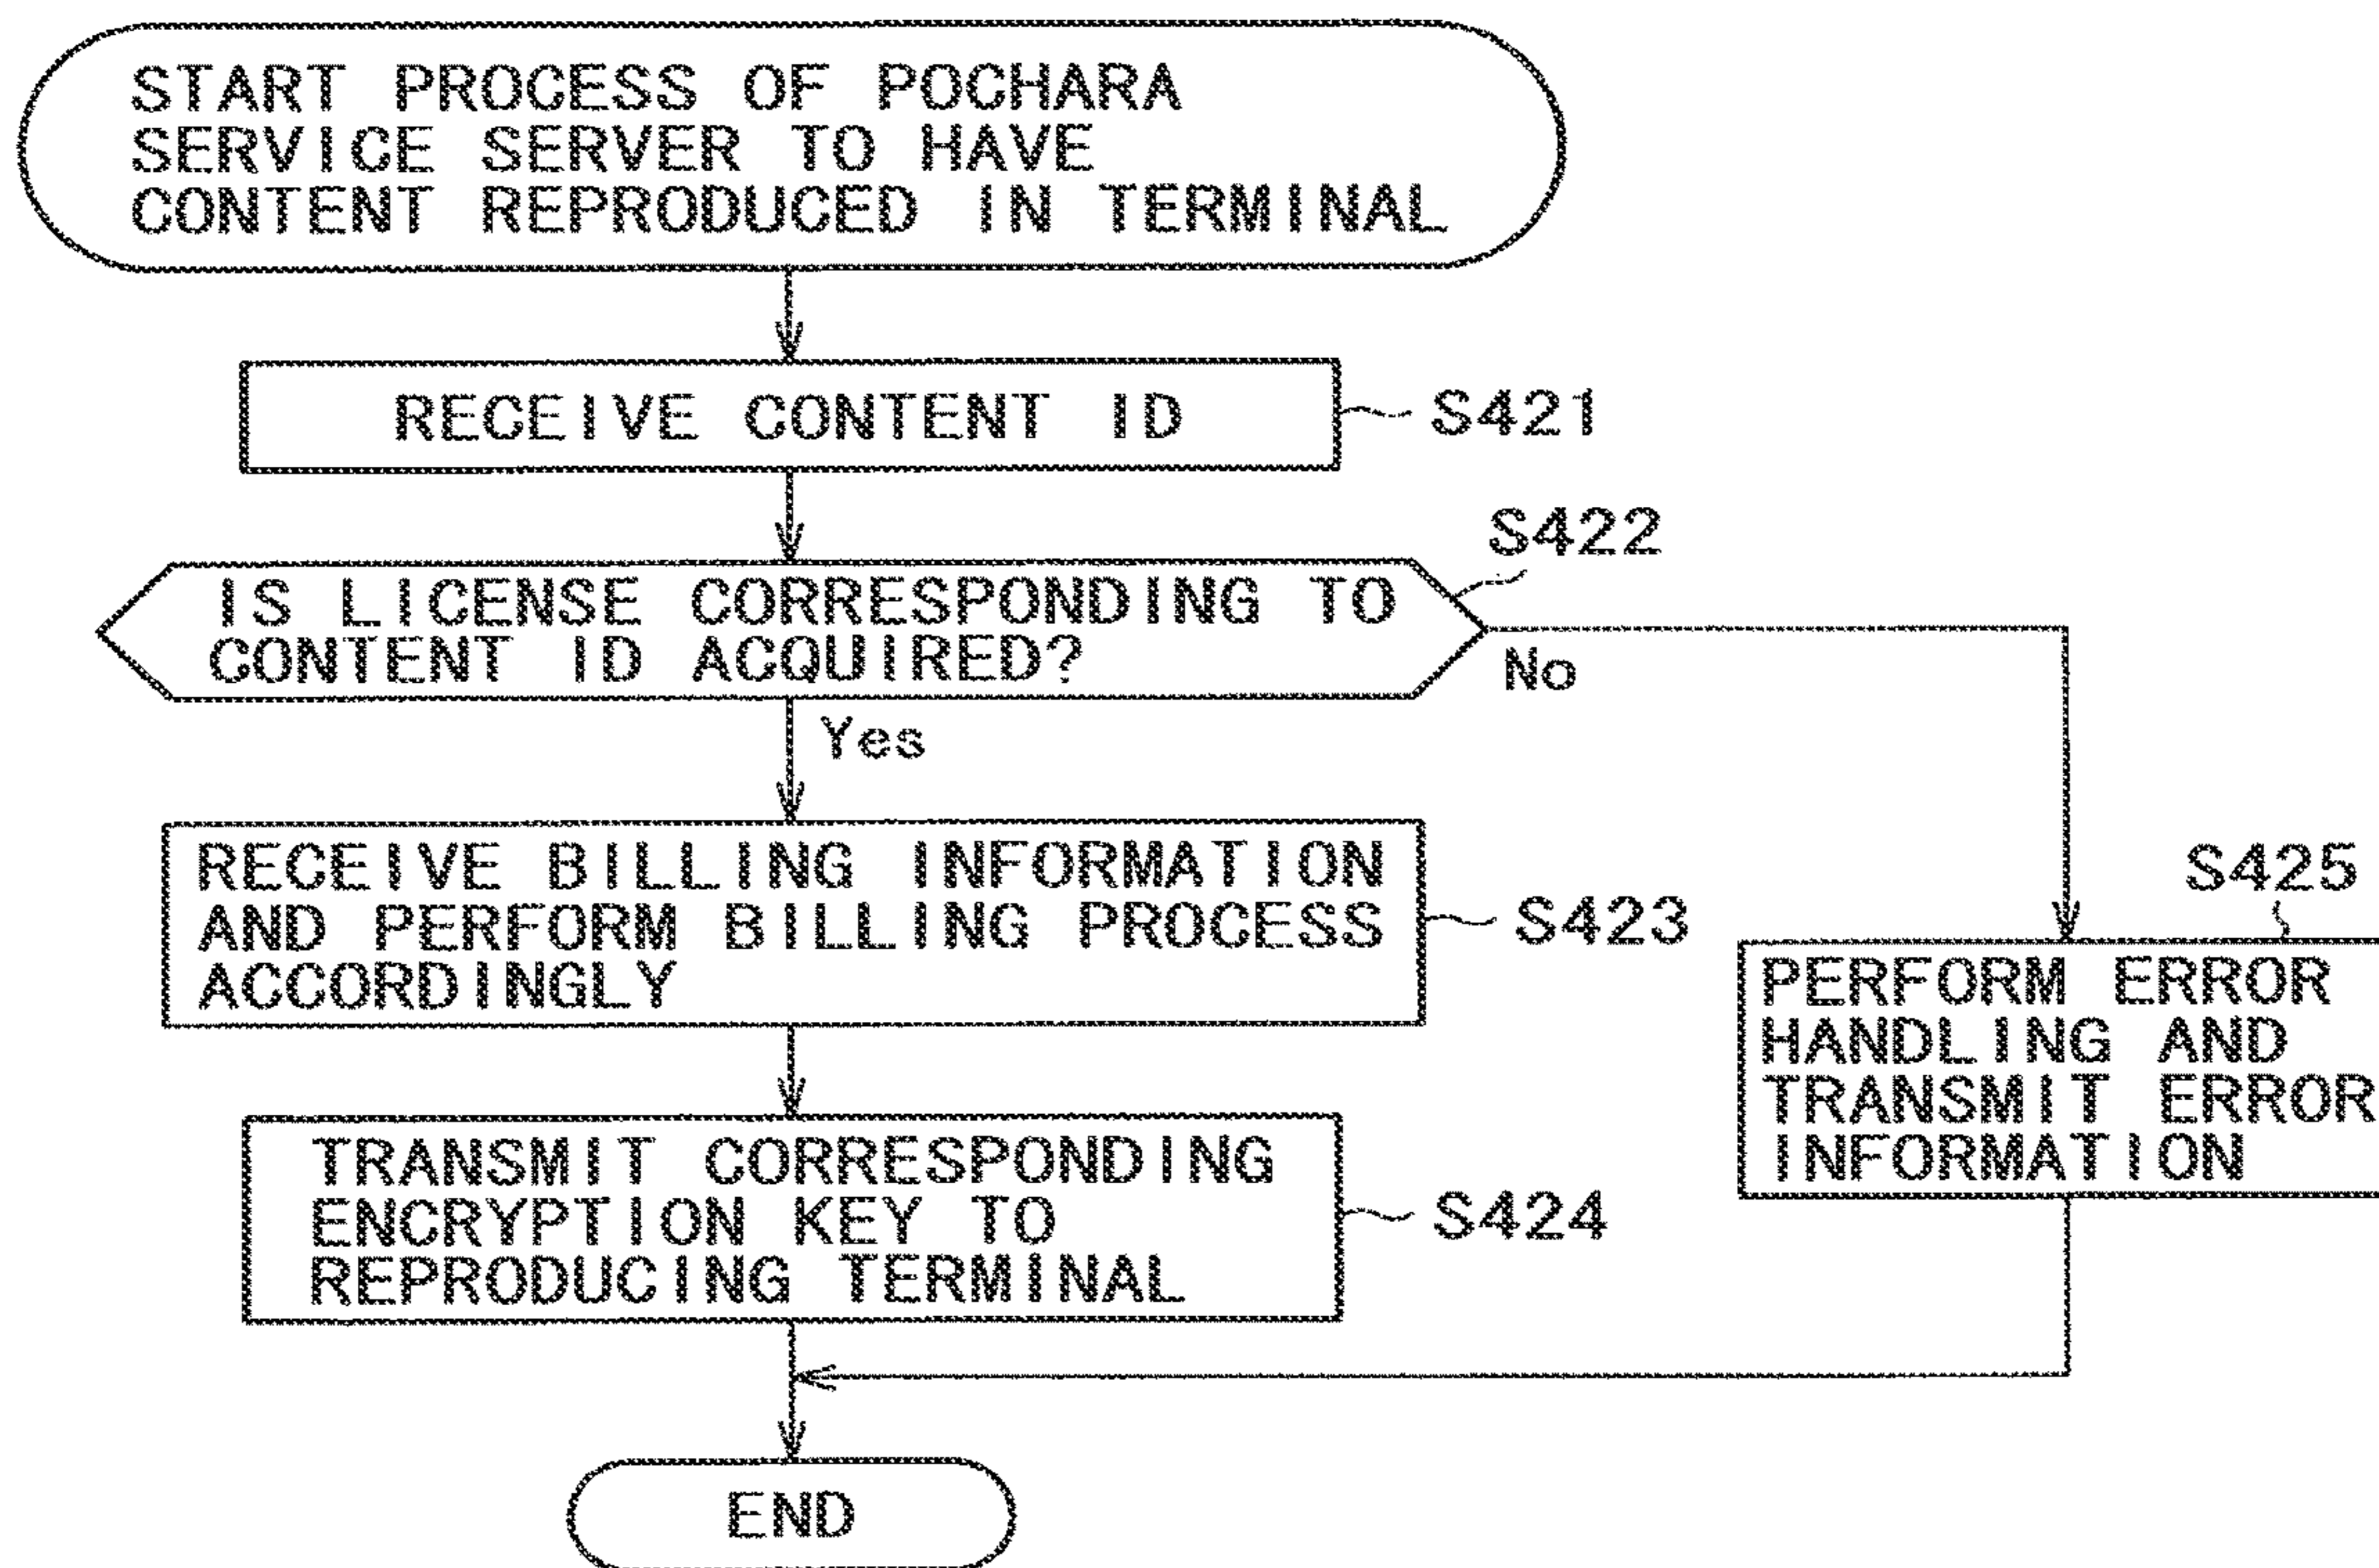 START PROCESS OF POCHARA
SERVICE SERVER TO HAVE
CONTENT REPRODUCED IN TERMINAL
RECEIVE CONTENT ID
S421
S422
IS LICENSE CORRESPONDING TO
CONTENT ID ACQUIRED?
No
Yes
RECEIVE BILLING INFORMATION
AND PERFORM BILLING PROCESS
ACCORDINGLY
S423
S425
PERFORM ERROR
HANDLING AND
TRANSMIT ERROR
INFORMATION
TRANSMIT CORRESPONDING
ENCRYPTION KEY TO
REPRODUCING TERMINAL
S424
END